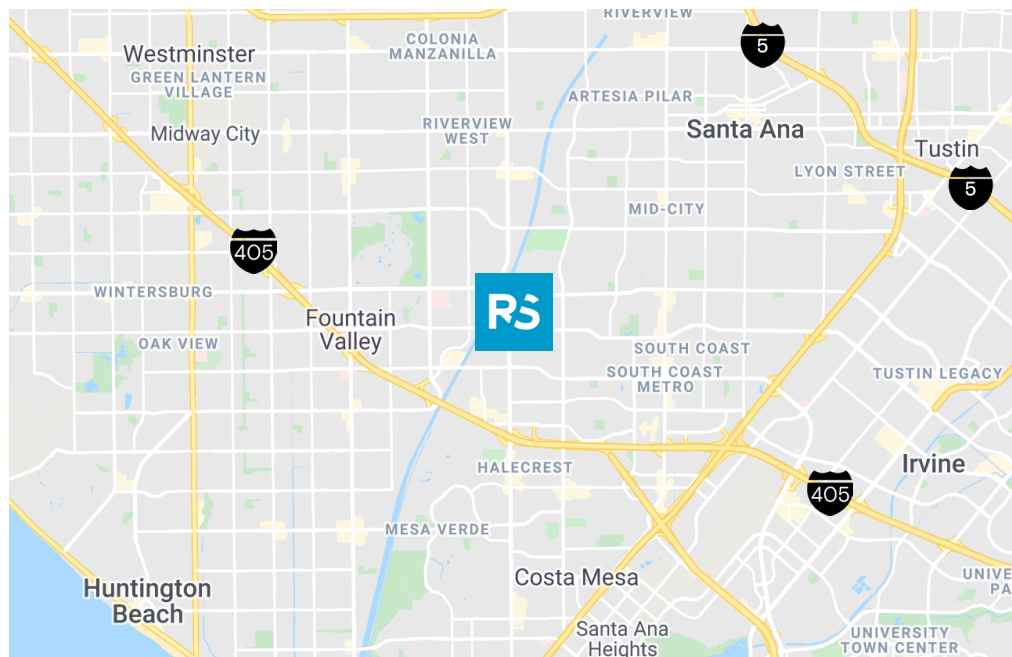 RIVERVIEW
COLONIA
MANZANILLA
5
Westminster
GREEN LANTERN
VILLAGE
ARTESIA PILAR
Midway City
RIVERVIEW
WEST
Santa Ana
Tustin
LYON STREET
5
MID-CITY
405
WINTERSBURG
RS
Fountain
Valley
OAK VIEW
SOUTH COAST
SOUTH COAST
METRO
TUSTIN LEGACY
HALECREST
Irvine
405
MESA VERDE
Costa Mesa
Huntington
Beach
UNIVE
PA
Santa Ana
Heights
UNIVERSITY
TOWN CENTER